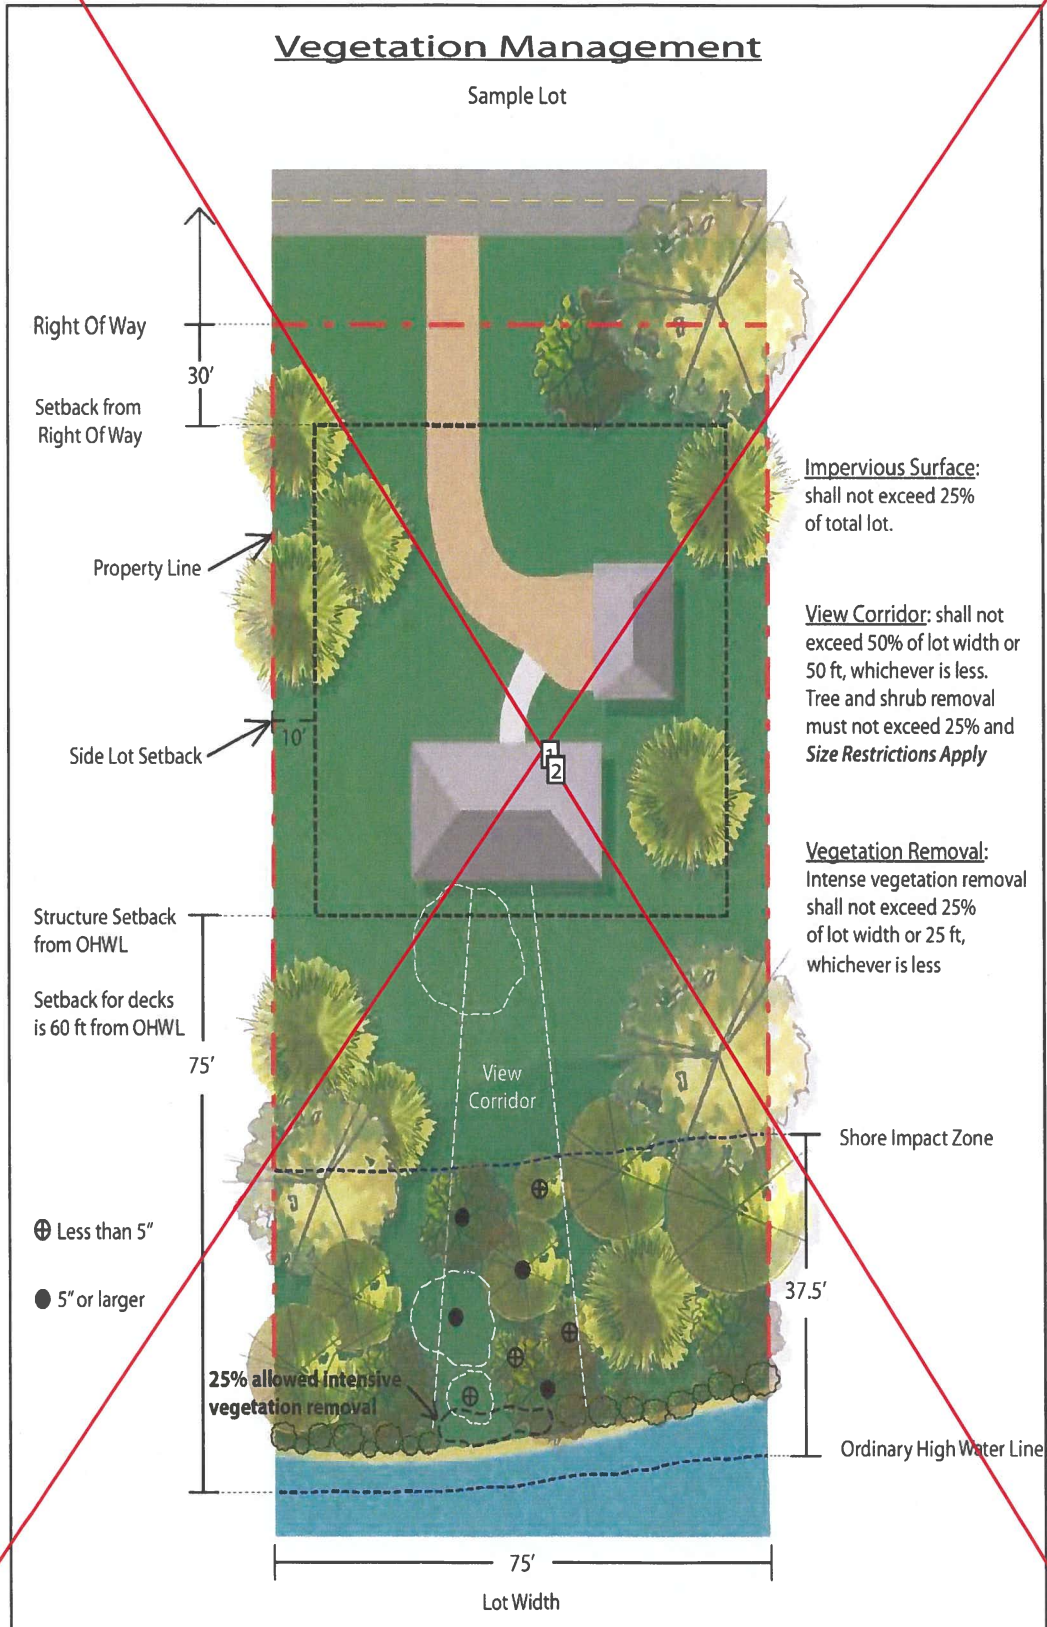 Vegetation Management
Sample Lot
Right Of Way
30'
Setback from
Right Of Way
Property Line
Side Lot Setback
10'
1
2
Impervious Surface:
shall not exceed 25%
of total lot.
View Corridor: shall not
exceed 50% of lot width or
50 ft, whichever is less.
Tree and shrub removal
must not exceed 25% and
Size Restrictions Apply
Vegetation Removal:
Intense vegetation removal
shall not exceed 25%
of lot width or 25 ft,
whichever is less
Structure Setback
from OHWL
Setback for decks
is 60 ft from OHWL
75'
View
Corridor
Shore Impact Zone
Less than 5"
5" or larger
37.5'
25% allowed intensive
vegetation removal
Ordinary High Water Line
75'
Lot Width